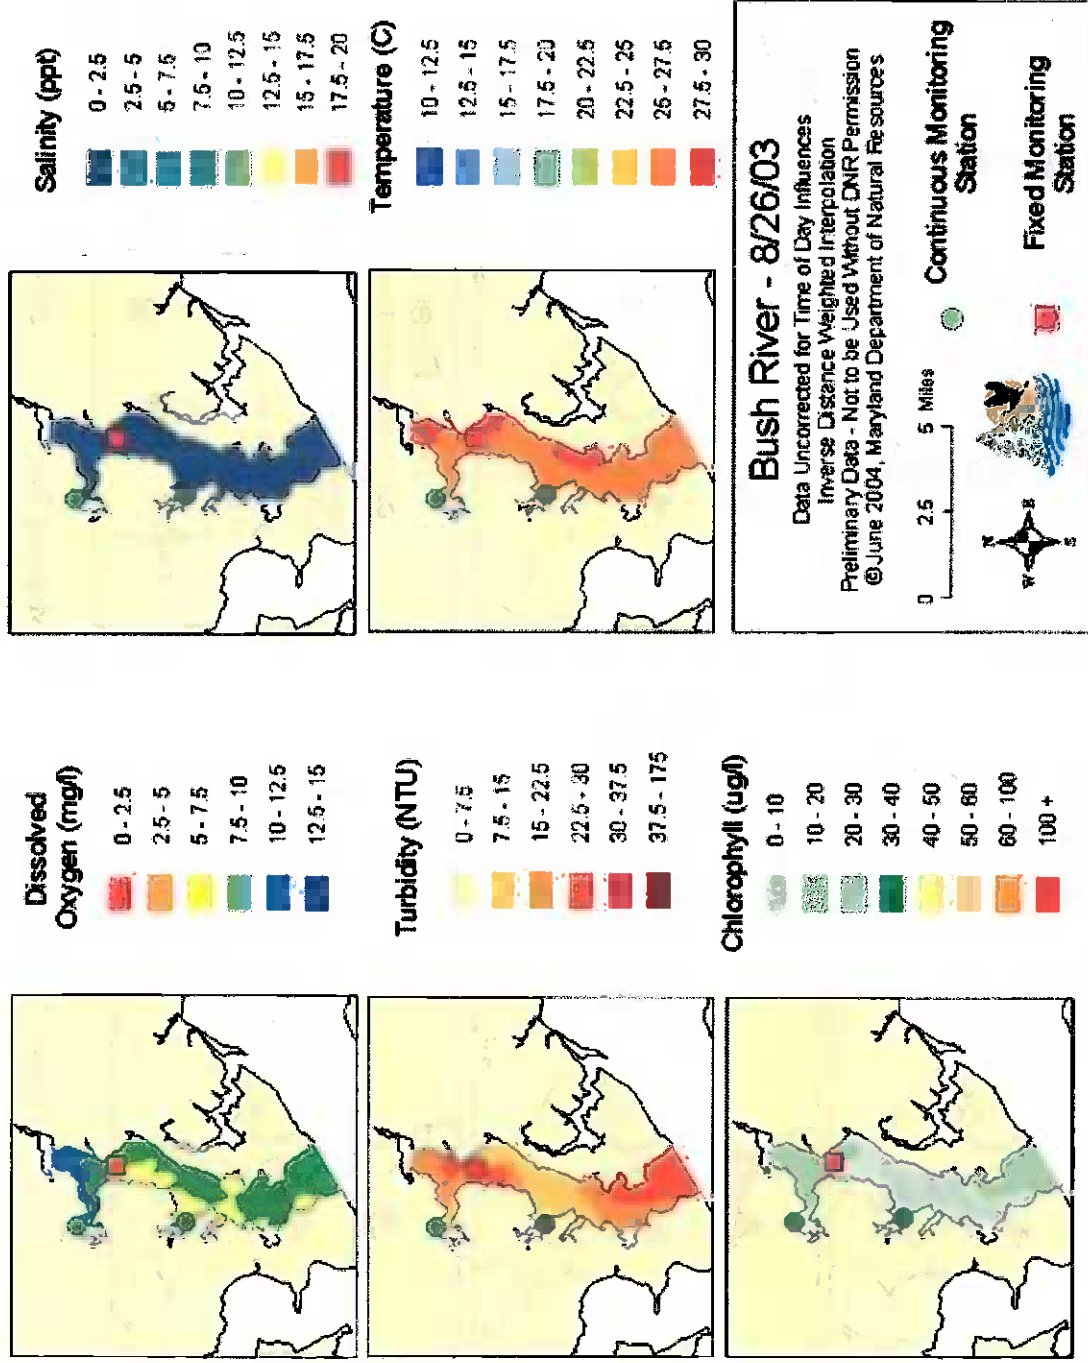 Dissolved
Oxygen (mg/l)
0 - 2.5
2.5 - 5
5 - 7.5
7.5 - 10
10 - 12.5
12.5 - 15
Salinity (ppt)
0 - 2.5
2.5 - 5
5 - 7.5
7.5 - 10
10 - 12.5
12.5 - 15
15 - 17.5
17.5 - 20
Turbidity (NTU)
0 - 7.5
7.5 - 15
15 - 22.5
22.5 - 30
30 - 37.5
37.5 - 175
Temperature (C)
10 - 12.5
12.5 - 15
15 - 17.5
17.5 - 20
20 - 22.5
22.5 - 25
25 - 27.5
27.5 - 30
Chlorophyll (ug/l)
0 - 10
10 - 20
20 - 30
30 - 40
40 - 50
50 - 60
60 - 100
100 +
Bush River - 8/26/03
Data Uncorrected for Time of Day Influences
Inverse Distance Weighted Interpolation
Preliminary Data - Not to be Used Without DNR Permission
©June 2004, Maryland Department of Natural Resources
0 2.5 5 Miles
N
W E
S
Continuous Monitoring
Station
Fixed Monitoring
Station